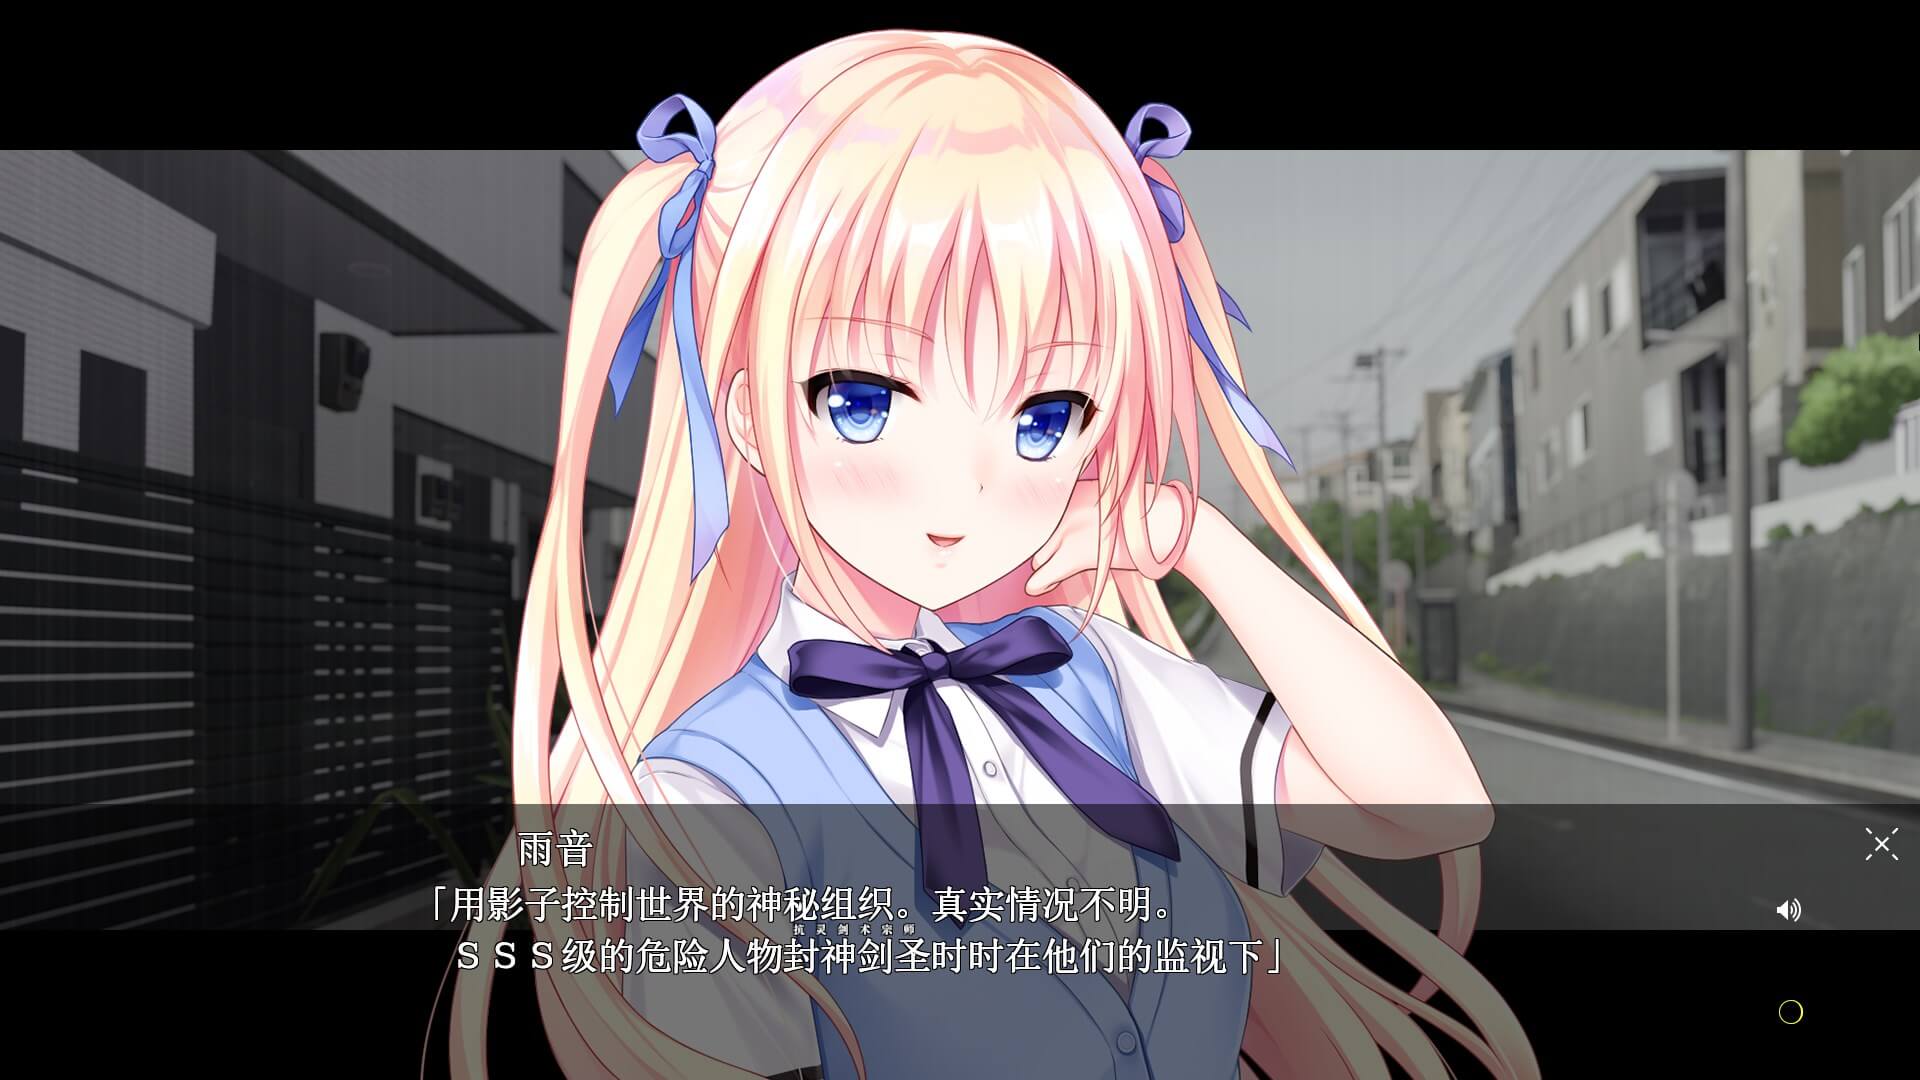 雨音
「用影子控制世界的神秘组织。真实情况不明。
抗灵剑术宗师
ＳＳＳ级的危险人物封神剑圣时时在他们的监视下」